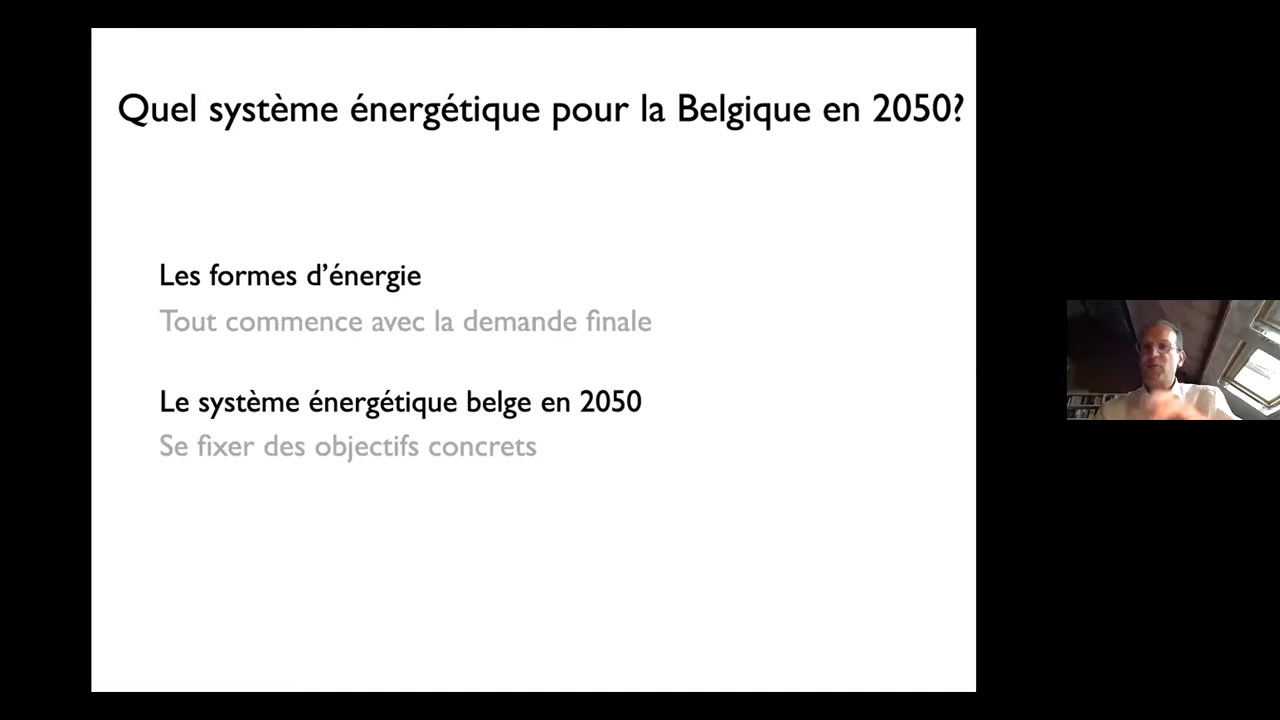 Quel système énergétique pour la Belgique en 2050?
Les formes d’énergie
Tout commence avec la demande finale
Le système énergétique belge en 2050
Se fixer des objectifs concrets